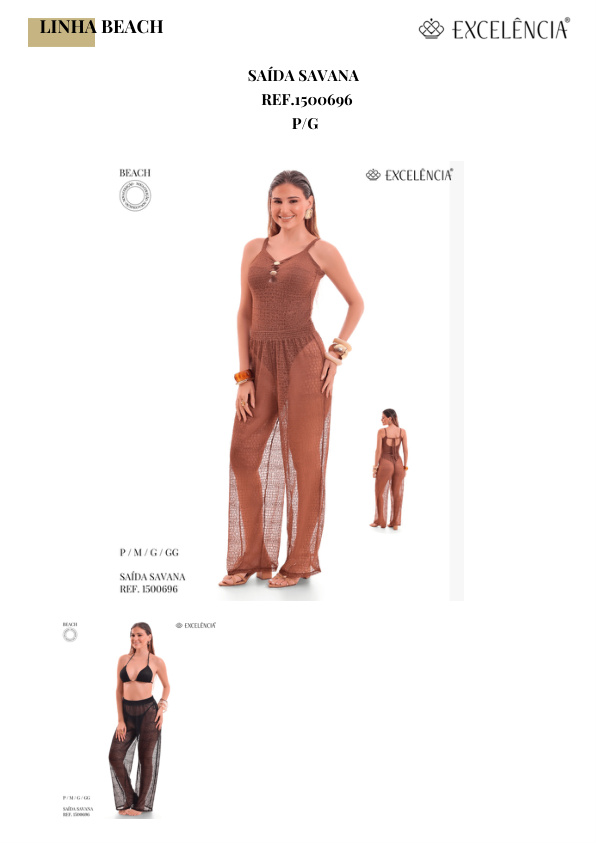 LINHA BEACH
EXCELÊNCIA®
SAÍDA SAVANA
REF.1500696
P/G
BEACH
EXCELÊNCIA®
P / M / G / GG
SAÍDA SAVANA
REF. 1500696
BEACH
EXCELÊNCIA®
P / M / G / GG
SAÍDA SAVANA
REF. 1500696